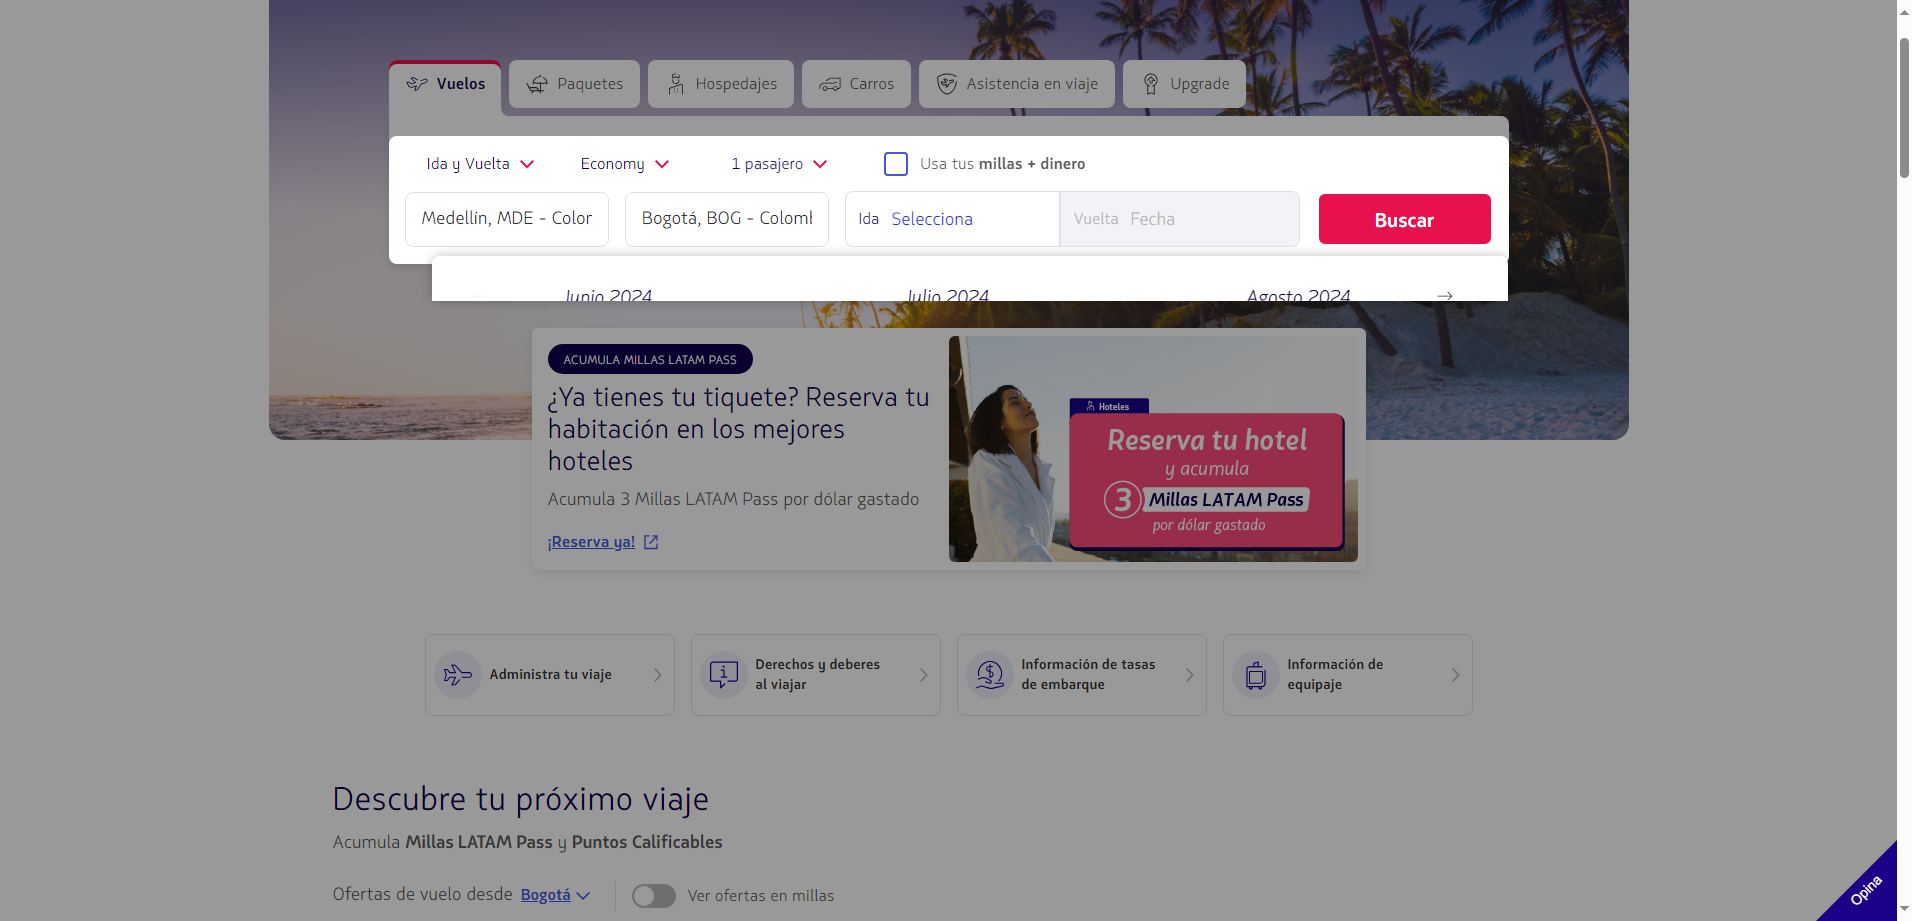 Vuelos
Paquetes
Hospedajes
Carros
Asistencia en viaje
Upgrade
Ida y Vuelta
Economy
1 pasajero
Usa tus millas + dinero
Medellín, MDE - Color
Bogotá, BOG - Colom
Ida Selecciona
Vuelta Fecha
Buscar
Junio 2024
Julio 2024
Agosto 2024
ACUMULA MILLAS LATAM PASS
¿Ya tienes tu tiquete? Reserva tu
habitación en los mejores
hoteles
Acumula 3 Millas LATAM Pass por dólar gastado
¡Reserva ya!
Hoteles
Reserva tu hotel
y acumula
3 Millas LATAM Pass
por dólar gastado
Administra tu viaje
Derechos y deberes
al viajar
Información de tasas
de embarque
Información de
equipaje
Descubre tu próximo viaje
Acumula Millas LATAM Pass y Puntos Calificables
Ofertas de vuelo desde Bogotá
Ver ofertas en millas
Opina